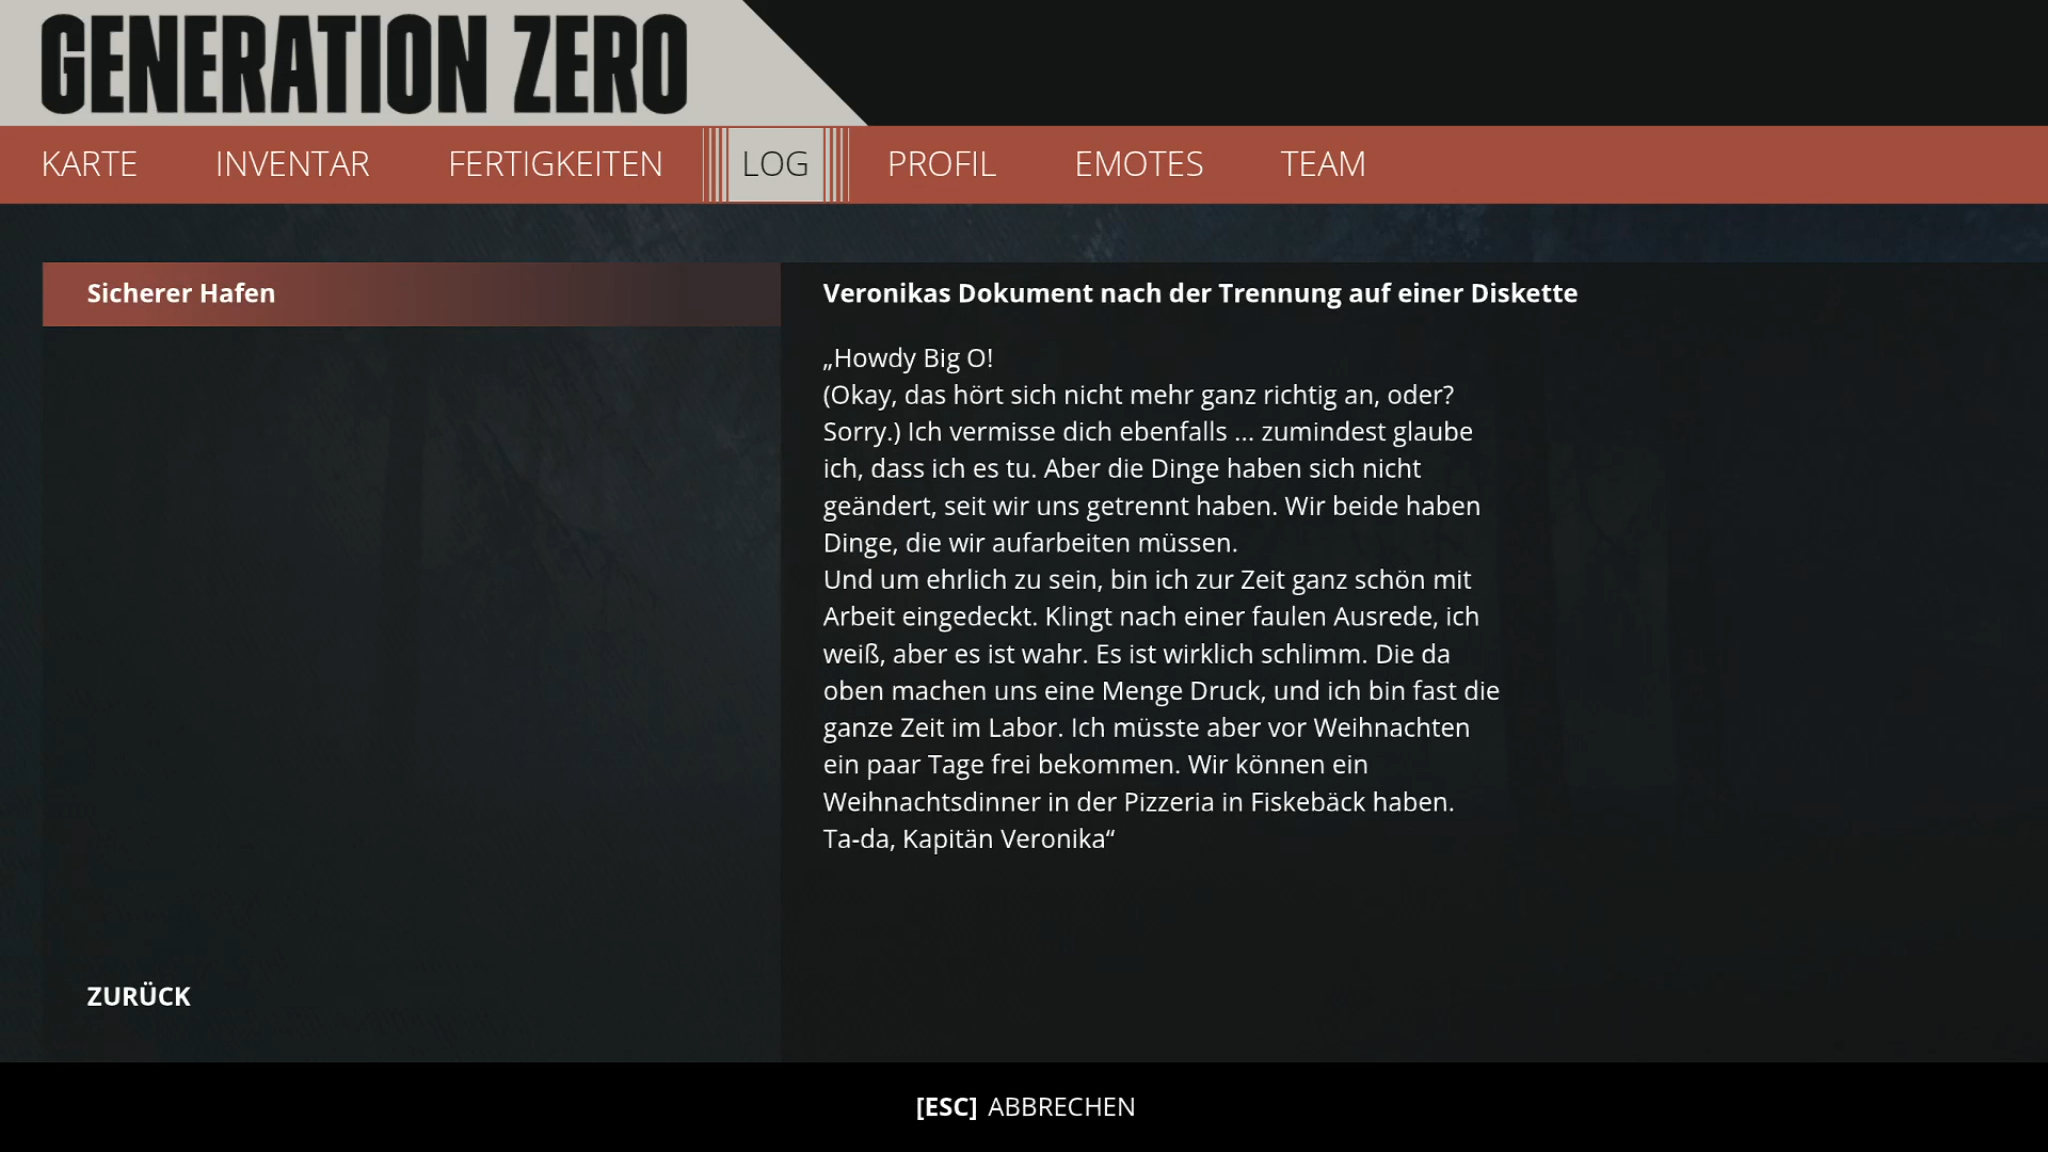 GENERATION ZERO
KARTE INVENTAR FERTIGKEITEN LOG PROFIL EMOTES TEAM
Sicherer Hafen
Veronikas Dokument nach der Trennung auf einer Diskette
„Howdy Big O!
(Okay, das hört sich nicht mehr ganz richtig an, oder?
Sorry.) Ich vermisse dich ebenfalls ... zumindest glaube
ich, dass ich es tu. Aber die Dinge haben sich nicht
geändert, seit wir uns getrennt haben. Wir beide haben
Dinge, die wir aufarbeiten müssen.
Und um ehrlich zu sein, bin ich zur Zeit ganz schön mit
Arbeit eingedeckt. Klingt nach einer faulen Ausrede, ich
weiß, aber es ist wahr. Es ist wirklich schlimm. Die da
oben machen uns eine Menge Druck, und ich bin fast die
ganze Zeit im Labor. Ich müsste aber vor Weihnachten
ein paar Tage frei bekommen. Wir können ein
Weihnachtsdinner in der Pizzeria in Fiskebäck haben.
Ta-da, Kapitän Veronika“
ZURÜCK
[ESC] ABBRECHEN